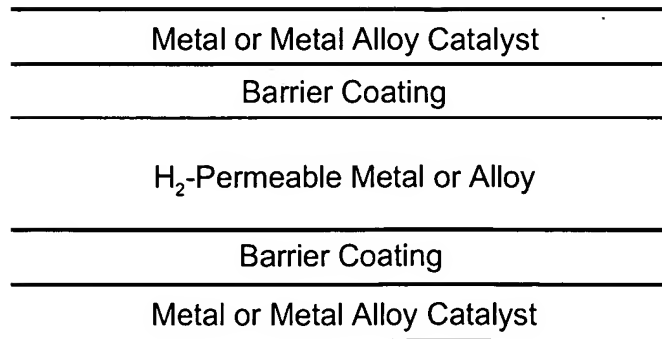 Metal or Metal Alloy Catalyst
Barrier Coating
H₂-Permeable Metal or Alloy
Barrier Coating
Metal or Metal Alloy Catalyst